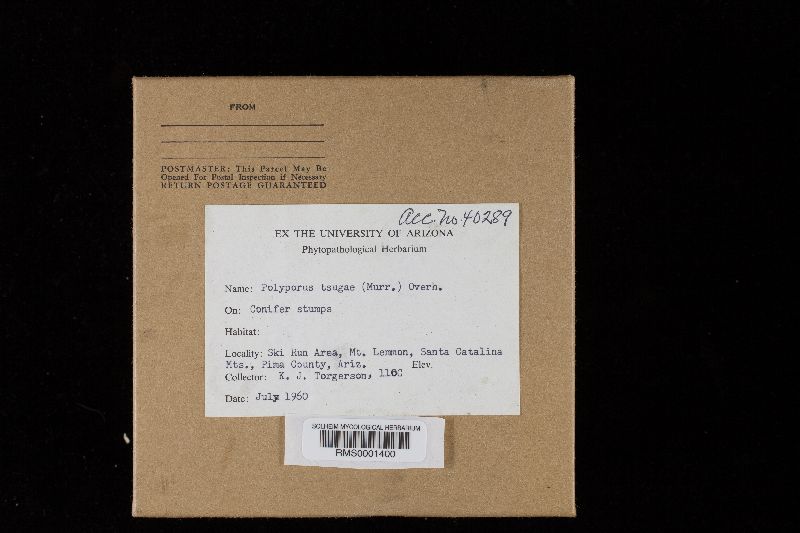 FROM
POSTMASTER: This Parcel May Be
Opened For Postal Inspection if Necessary
RETURN POSTAGE GUARANTEED
acc. no. 40289
EX THE UNIVERSITY OF ARIZONA
Phytopathological Herbarium
Name: Polyporus tsugae (Murr.) Overh.
On: Conifer stumps
Habitat:
Locality: Ski Run Area, Mt. Lemmon, Santa Catalina
Mts., Pima County, Ariz. Elev.
Collector: K. J. Torgerson,
Date: July 1960
SOLHEIM MYCOLOGICAL HERBARIUM
RMS0001400